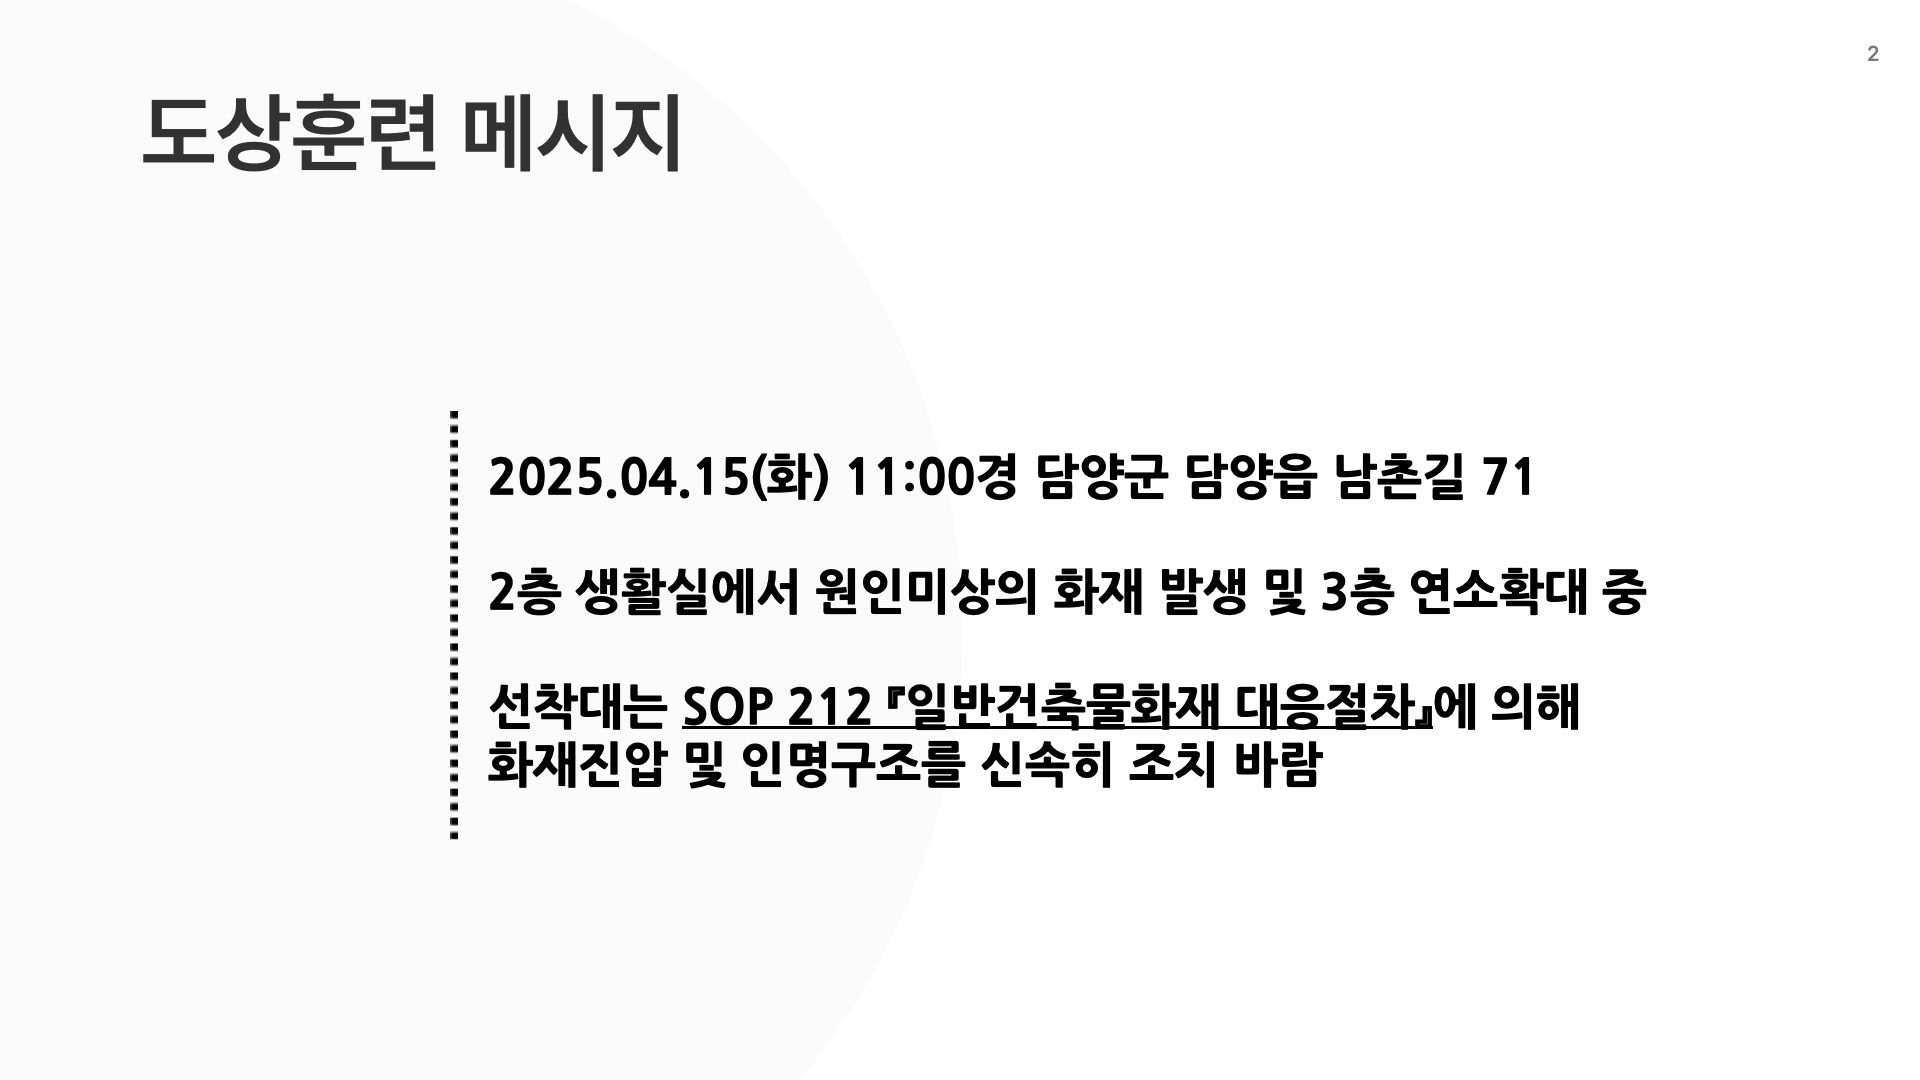 2
도상훈련 메시지
2025.04.15(화) 11:00경 담양군 담양읍 남촌길 71
2층 생활실에서 원인미상의 화재 발생 및 3층 연소확대 중
선착대는 SOP 212 『일반건축물화재 대응절차』에 의해
화재진압 및 인명구조를 신속히 조치 바람